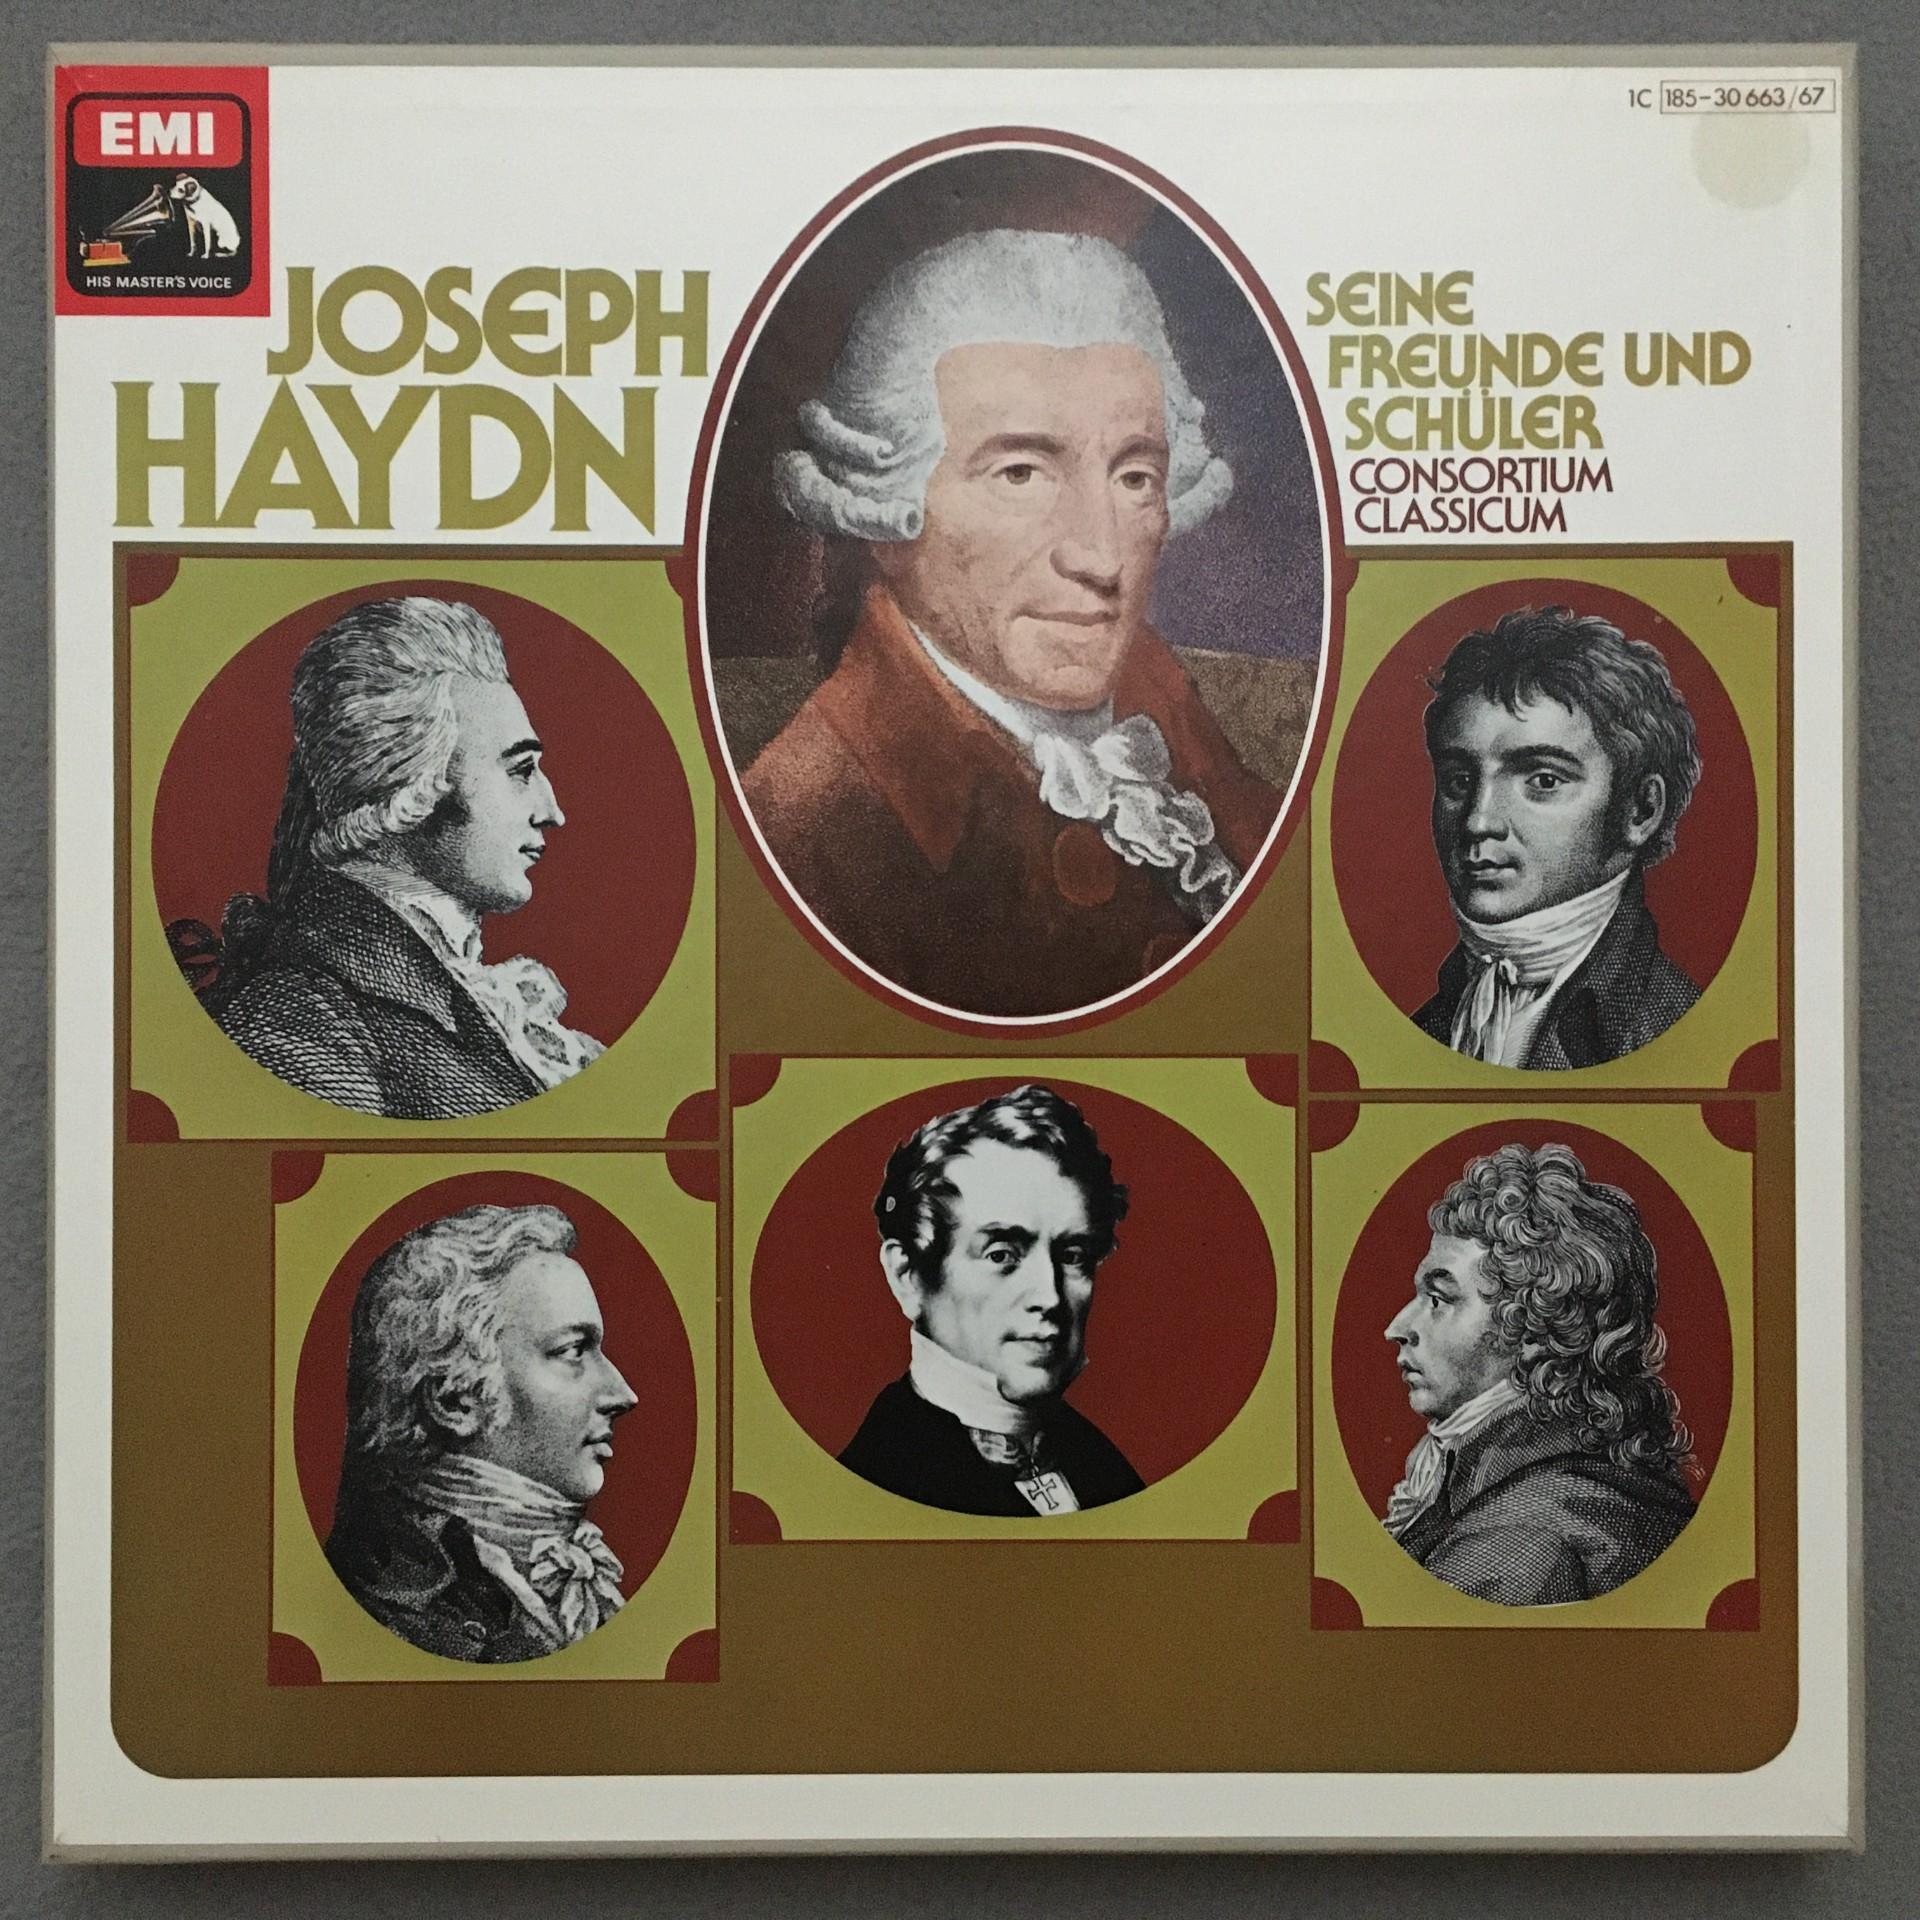 EMI
HIS MASTER'S VOICE
1C 185-30 663/67
JOSEPH
HAYDN
SEINE
FREUNDE UND
SCHÜLER
CONSORTIUM
CLASSICUM